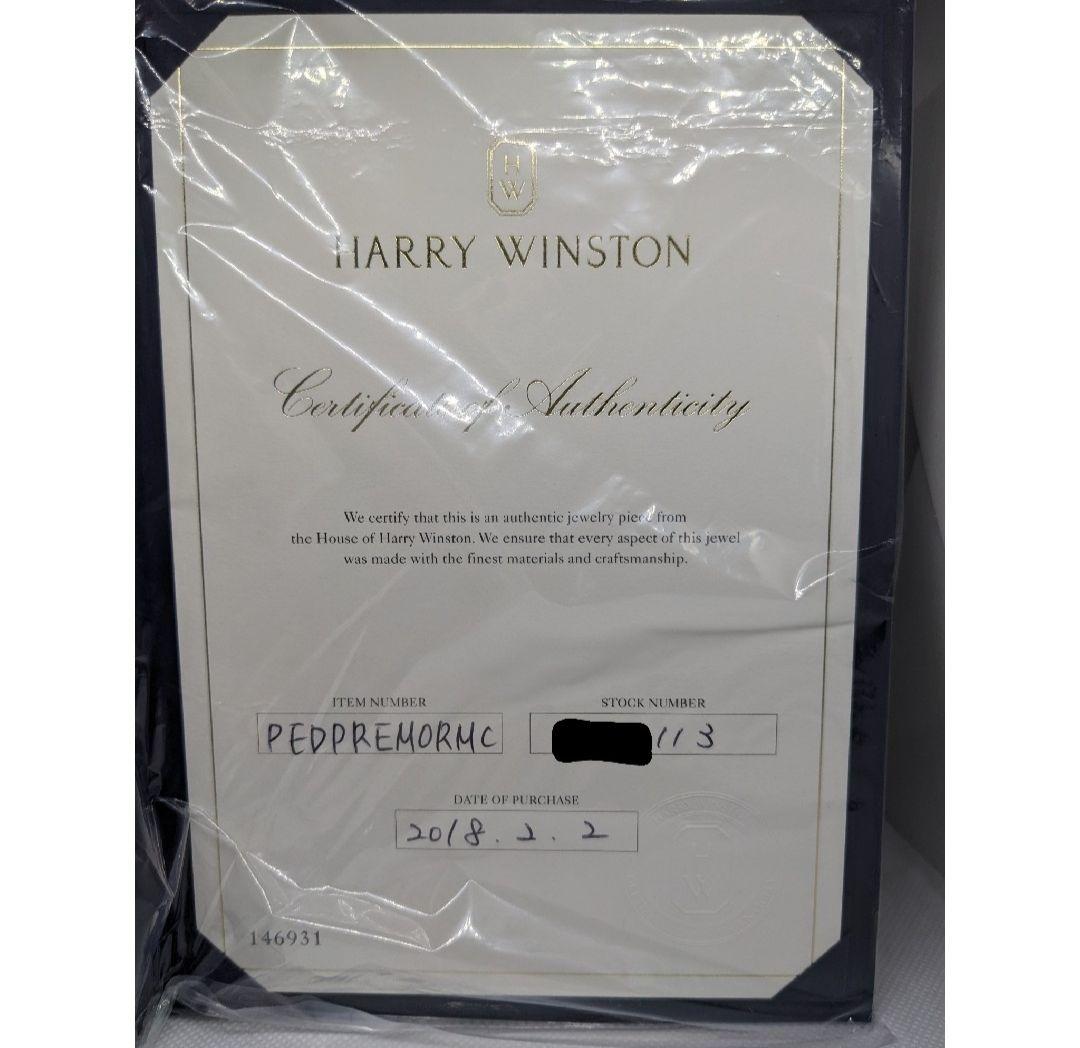 H
W
HARRY WINSTON
Certificate of Authenticity
We certify that this is an authentic jewelry piece from
the House of Harry Winston. We ensure that every aspect of this jewel
was made with the finest materials and craftsmanship.
ITEM NUMBER
STOCK NUMBER
PEDPREMORMC
113
DATE OF PURCHASE
2018. 2. 2
146931